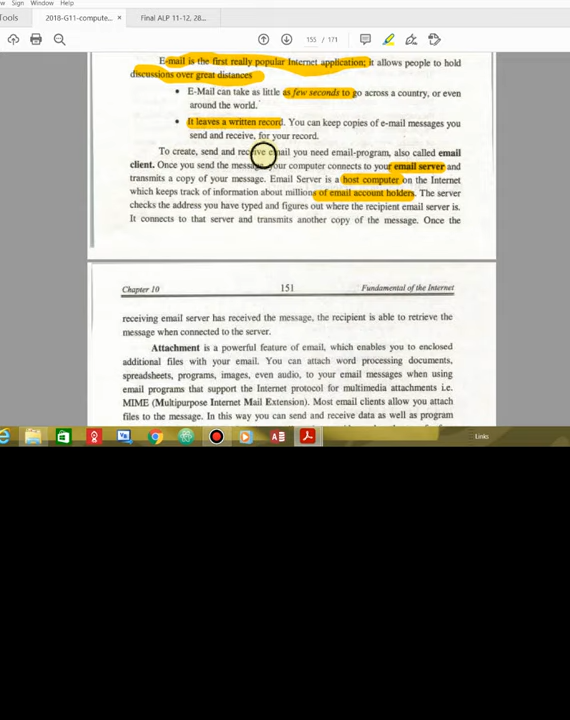 w Sign Window Help
Tools 2018-G11-compute... × Final ALP 11-12, 28...
155 / 171
E-mail is the first really popular Internet application; it allows people to hold
discussions over great distances
• E-Mail can take as little as few seconds to go across a country, or even
around the world.
• It leaves a written record. You can keep copies of e-mail messages you
send and receive, for your record.
To create, send and receive email you need email-program, also called email
client. Once you send the message your computer connects to your email server and
transmits a copy of your message. Email Server is a host computer on the Internet
which keeps track of information about millions of email account holders. The server
checks the address you have typed and figures out where the recipient email server is.
It connects to that server and transmits another copy of the message. Once the
Chapter 10 151 Fundamental of the Internet
receiving email server has received the message, the recipient is able to retrieve the
message when connected to the server.
Attachment is a powerful feature of email, which enables you to enclosed
additional files with your email. You can attach word processing documents,
spreadsheets, programs, images, even audio, to your email messages when using
email programs that support the Internet protocol for multimedia attachments i.e.
MIME (Multipurpose Internet Mail Extension). Most email clients allow you attach
files to the message. In this way you can send and receive data as well as program
Links